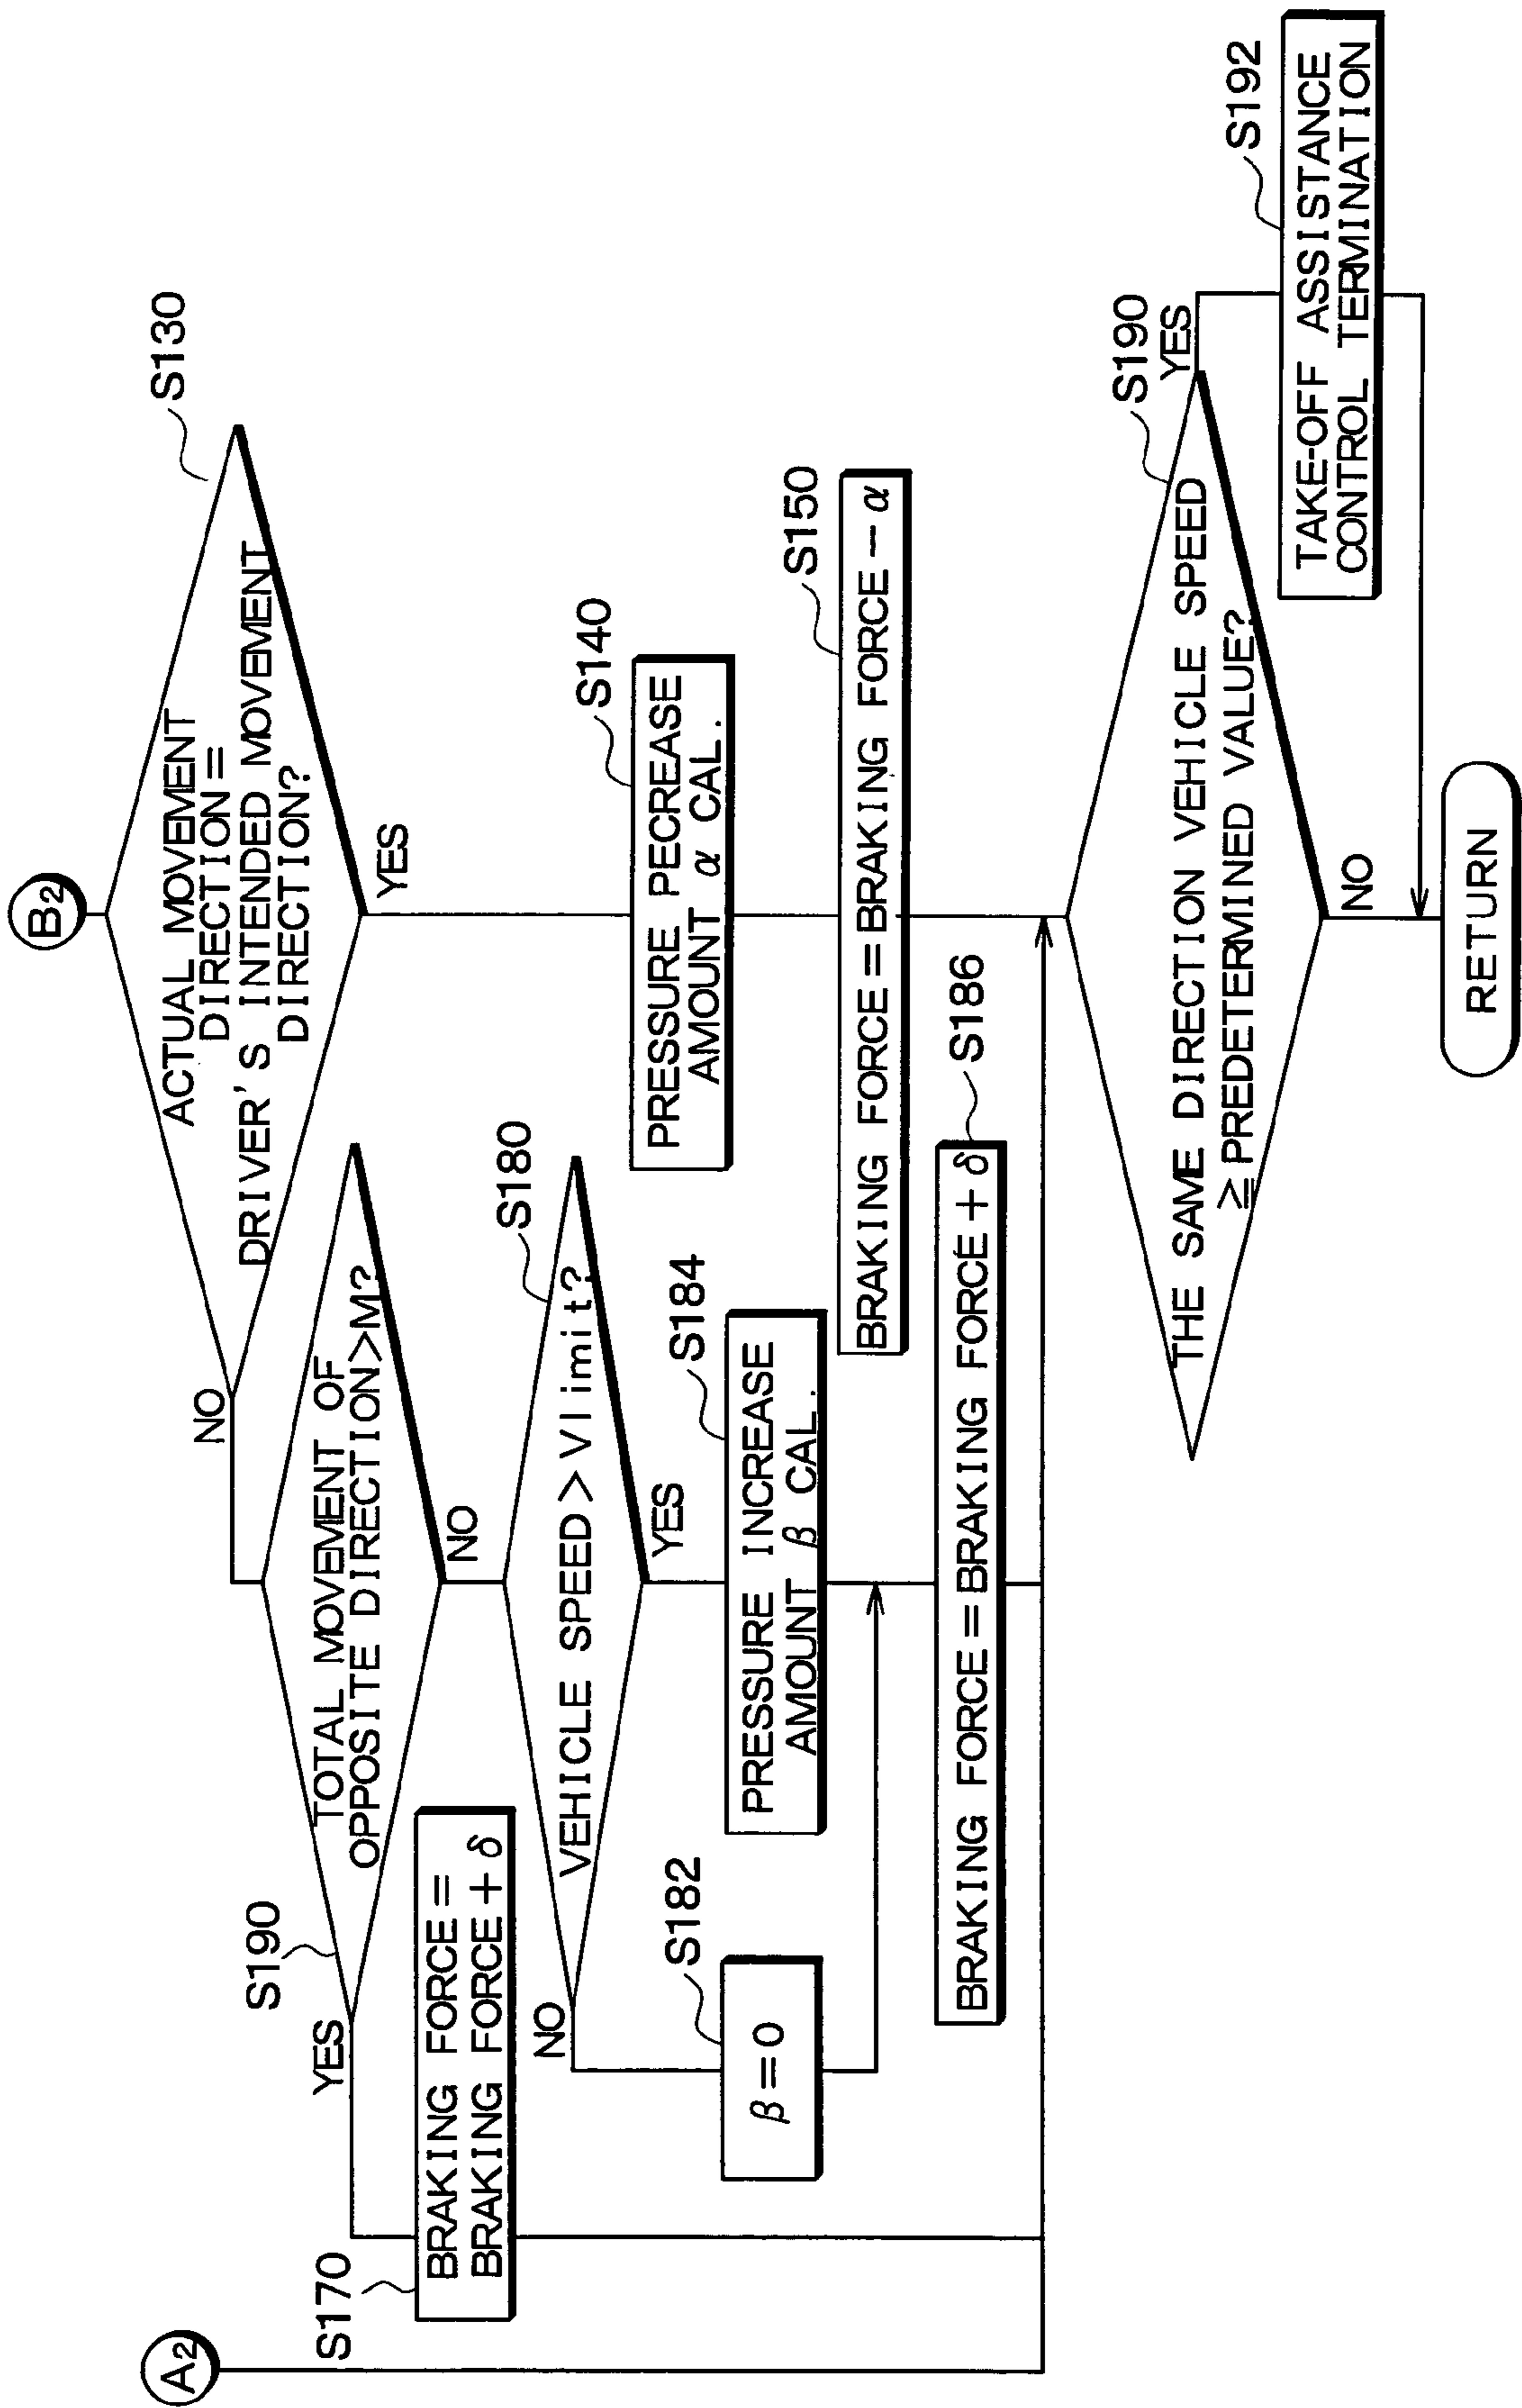 B2
S130
ACTUAL MOVEMENT
DIRECTION=
DRIVER'S INTENDED MOVEMENT
DIRECTION?
NO
YES
S190
TOTAL MOVEMENT OF
OPPOSITE DIRECTION>M?
YES
NO
S170
BRAKING FORCE=
BRAKING FORCE+δ
S180
VEHICLE SPEED>Vlimit?
NO
YES
S140
PRESSURE PECREASE
AMOUNT α CAL.
S182
β=0
S184
PRESSURE INCREASE
AMOUNT β CAL.
S150
BRAKING FORCE=BRAKING FORCE-α
S186
BRAKING FORCE=BRAKING FORCE+δ
A2
S190
THE SAME DIRECTION VEHICLE SPEED
≧PREDETERMINED VALUE?
YES
NO
S192
TAKE-OFF ASSISTANCE
CONTROL TERMINATION
RETURN